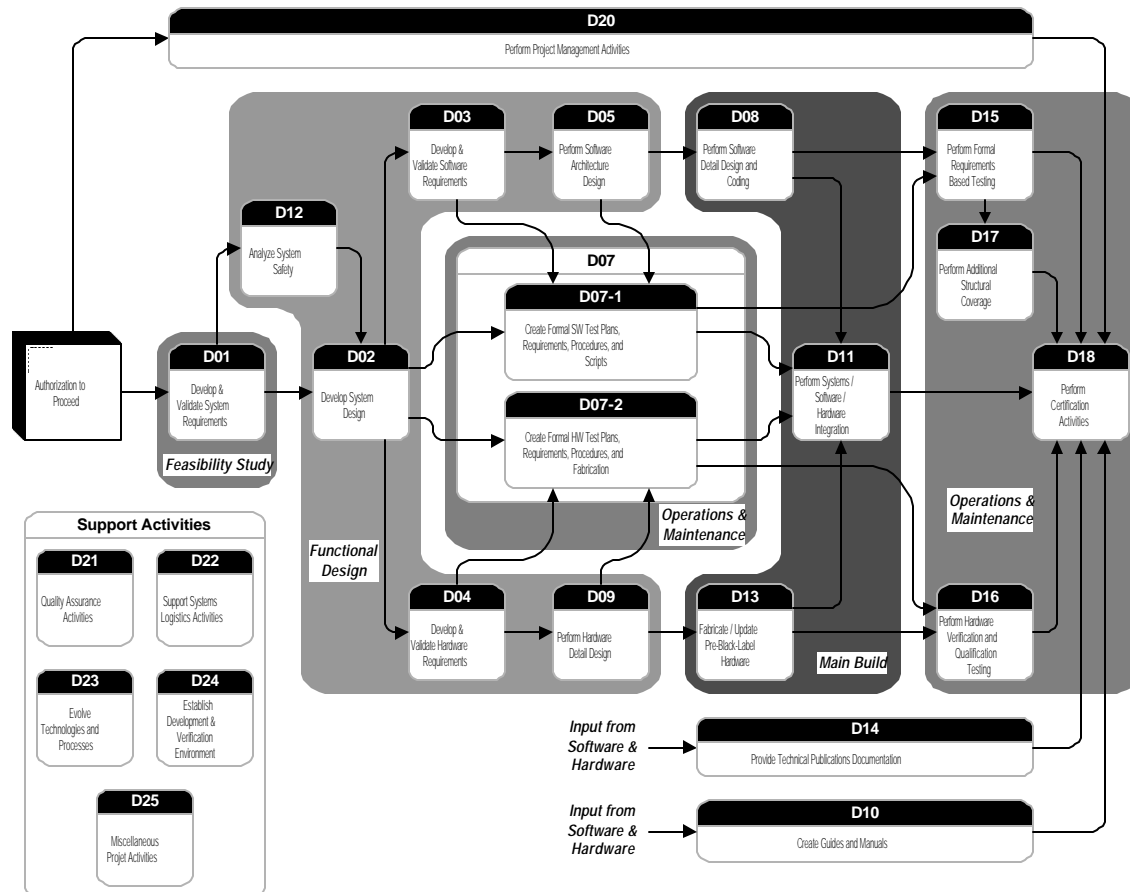 D20
Perform Project Management Activities
D03
Develop &
Validate Software
Requirements
D05
Perform Software
Architecture
Design
D08
Perform Software
Detail Design and
Coding
D15
Perform Formal
Requirements
Based Testing
D12
Analyze System
Safety
D17
Perform Additional
Structural
Coverage
D07
D07-1
Create Formal SW Test Plans,
Requirements, Procedures, and
Scripts
Authorization to
Proceed
D01
Develop &
Validate System
Requirements
Feasibility Study
D02
Develop System
Design
D07-2
Create Formal HW Test Plans,
Requirements, Procedures, and
Fabrication
D11
Perform Systems /
Software /
Hardware
Integration
D18
Perform
Certification
Activities
Operations &
Maintenance
Operations &
Maintenance
Functional
Design
D04
Develop &
Validate Hardware
Requirements
D09
Perform Hardware
Detail Design
D13
Fabricate / Update
Pre-Black-Label
Hardware
Main Build
D16
Perform Hardware
Verification and
Qualification
Testing
Support Activities
D21
Quality Assurance
Activities
D22
Support Systems
Logistics Activities
D23
Evolve
Technologies and
Processes
D24
Establish
Development &
Verification
Environment
D25
Miscellaneous
Projet Activities
Input from
Software &
Hardware
D14
Provide Technical Publications Documentation
Input from
Software &
Hardware
D10
Create Guides and Manuals